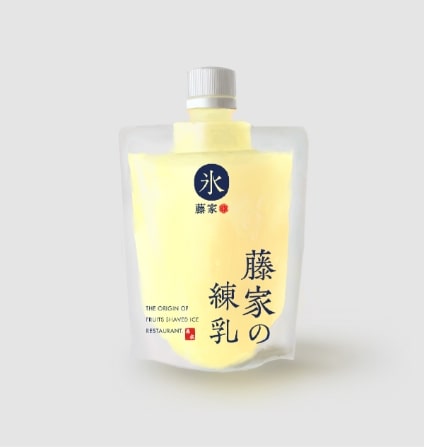 氷
藤家
藤家の
練乳
THE ORIGIN OF
FRUITS SHAVED ICE
RESTAURANT